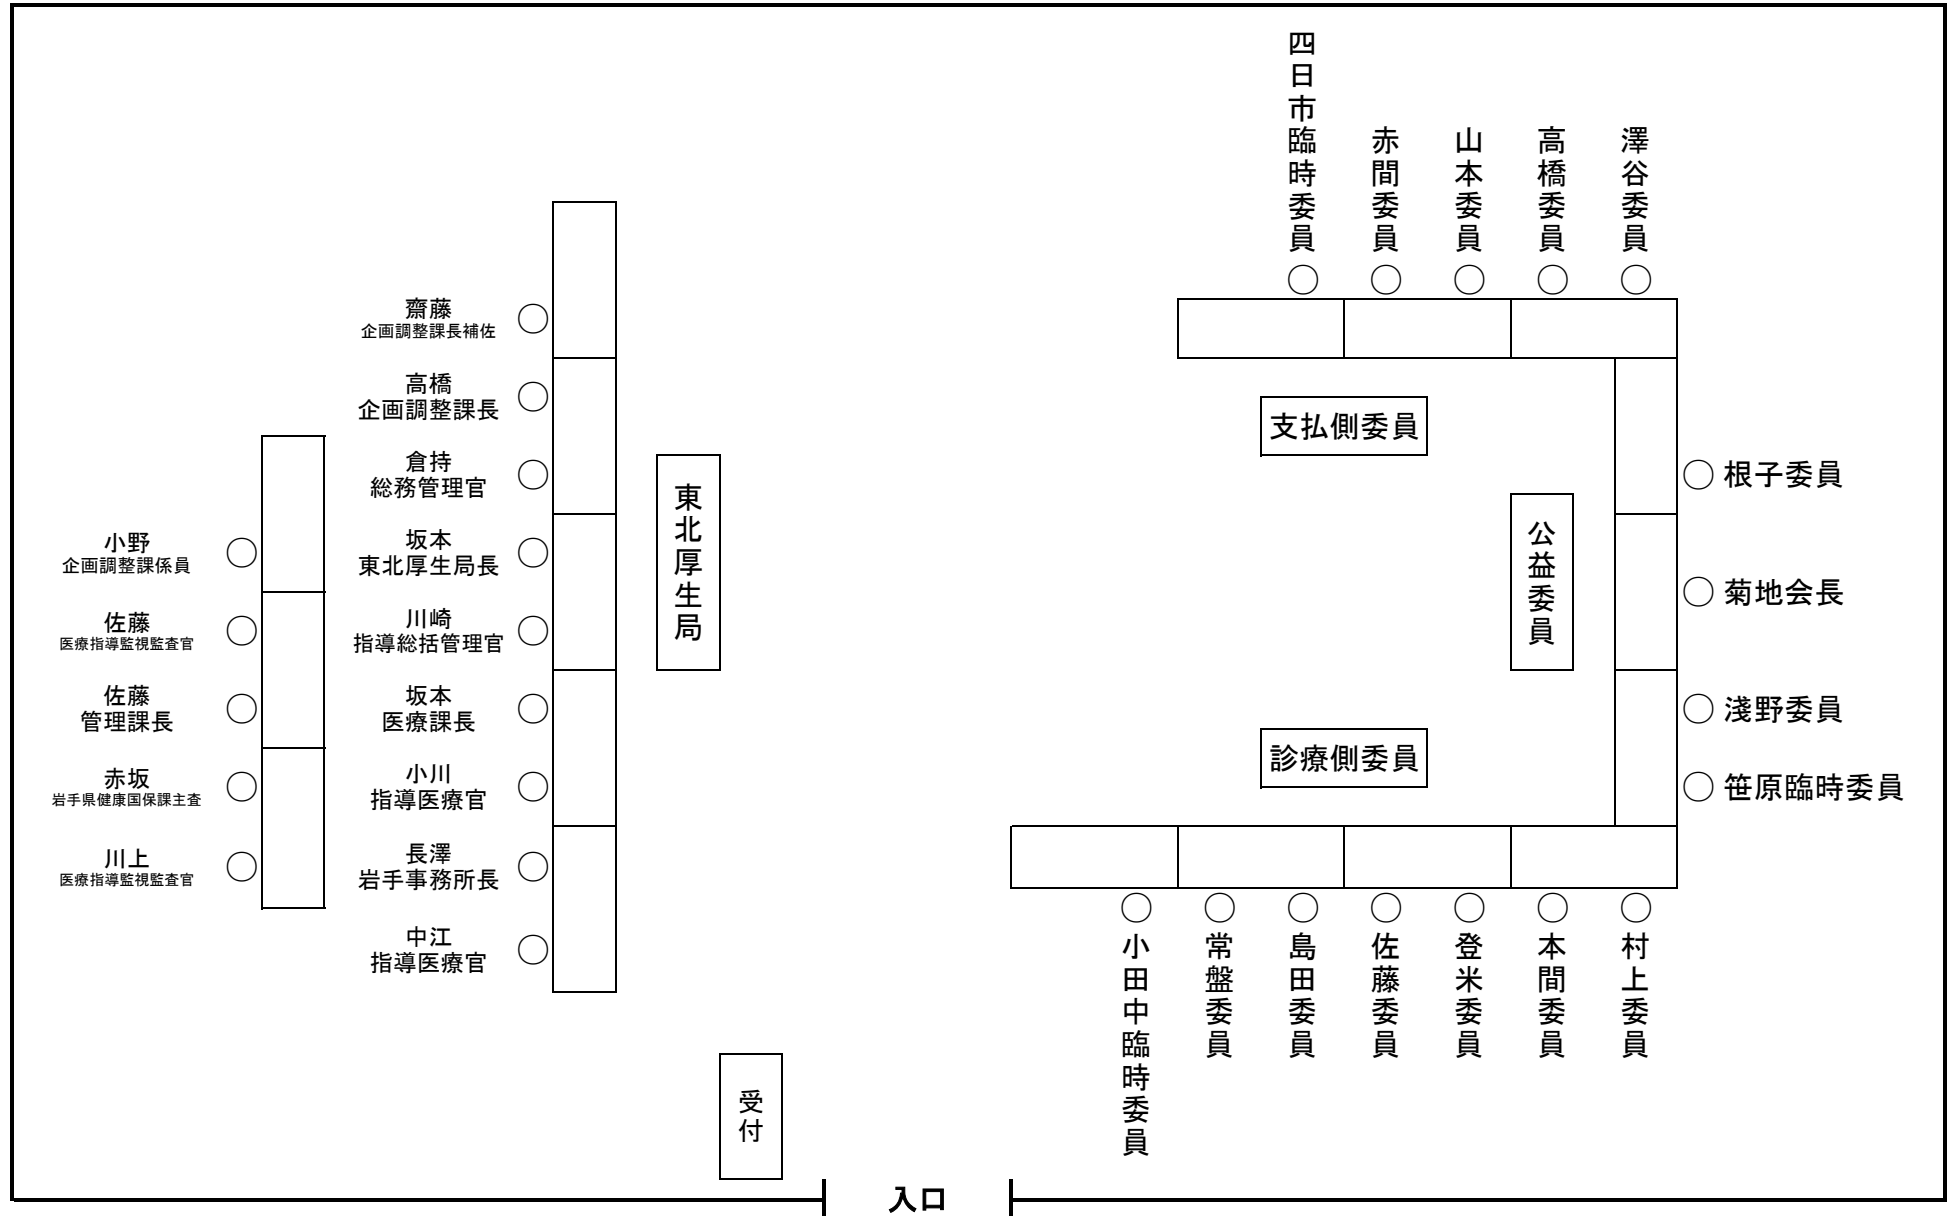 四日市臨時委員
赤間委員
山本委員
高橋委員
澤谷委員
齋藤
企画調整課長補佐
高橋
企画調整課長
倉持
総務管理官
坂本
東北厚生局長
川崎
指導総括管理官
坂本
医療課長
小川
指導医療官
長澤
岩手事務所長
中江
指導医療官
小野
企画調整課係員
佐藤
医療指導監視監査官
佐藤
管理課長
赤坂
岩手県健康国保課主査
川上
医療指導監視監査官
東北厚生局
支払側委員
公益委員
診療側委員
根子委員
菊地会長
淺野委員
笹原臨時委員
小田中臨時委員
常盤委員
島田委員
佐藤委員
登米委員
本間委員
村上委員
受付
入口